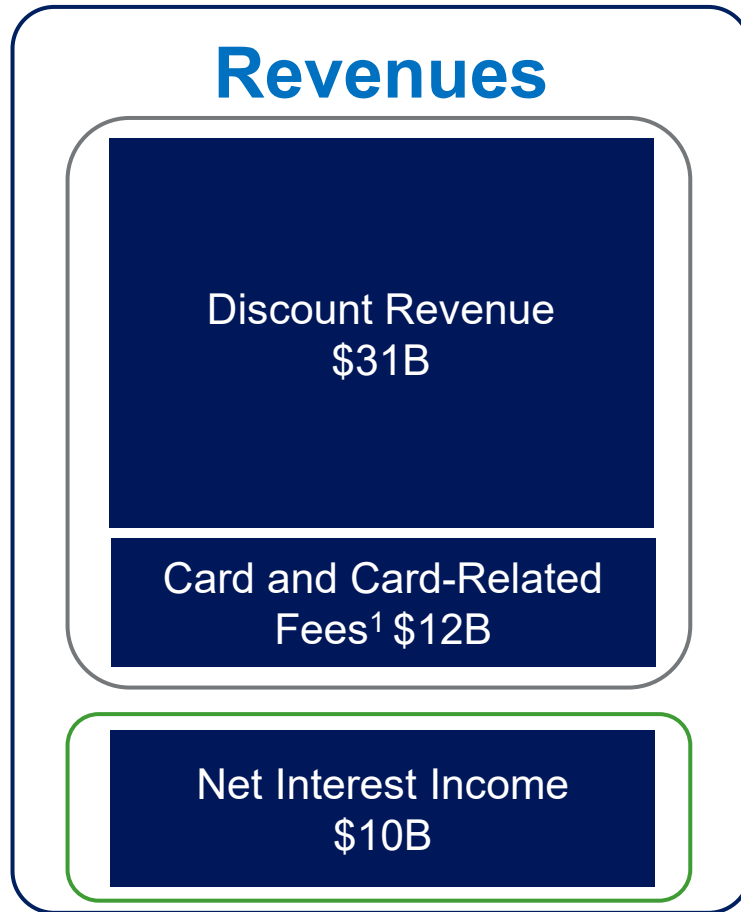 Revenues
Discount Revenue
$31B
Card and Card-Related
Fees¹ $12B
Net Interest Income
$10B